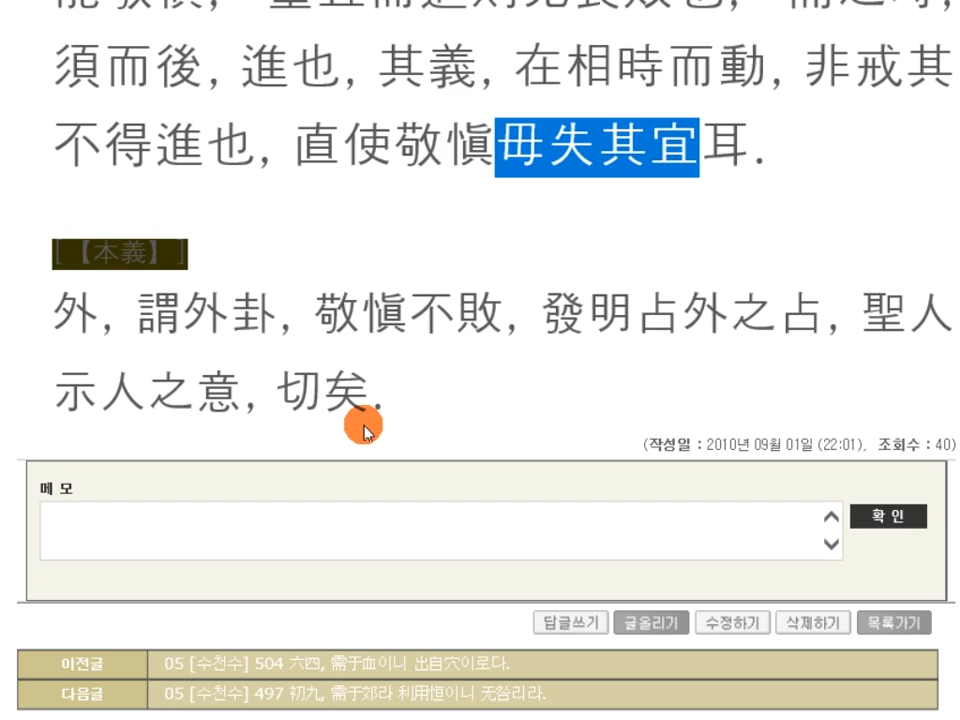 須而後, 進也, 其義, 在相時而動, 非戒其
不得進也, 直使敬愼毋失其宜耳.
[【本義】]
外, 謂外卦, 敬愼不敗, 發明占外之占, 聖人
示人之意, 切矣.
(작성일 : 2010년 09월 01일 (22:01), 조회수 : 40)
메 모
확 인
답글쓰기 글올리기 수정하기 삭제하기 목록가기
이전글 05 [수천수] 504 六四, 需于血이니 出自穴이로다.
다음글 05 [수천수] 497 初九, 需于郊라 利用恒이니 无咎리라.